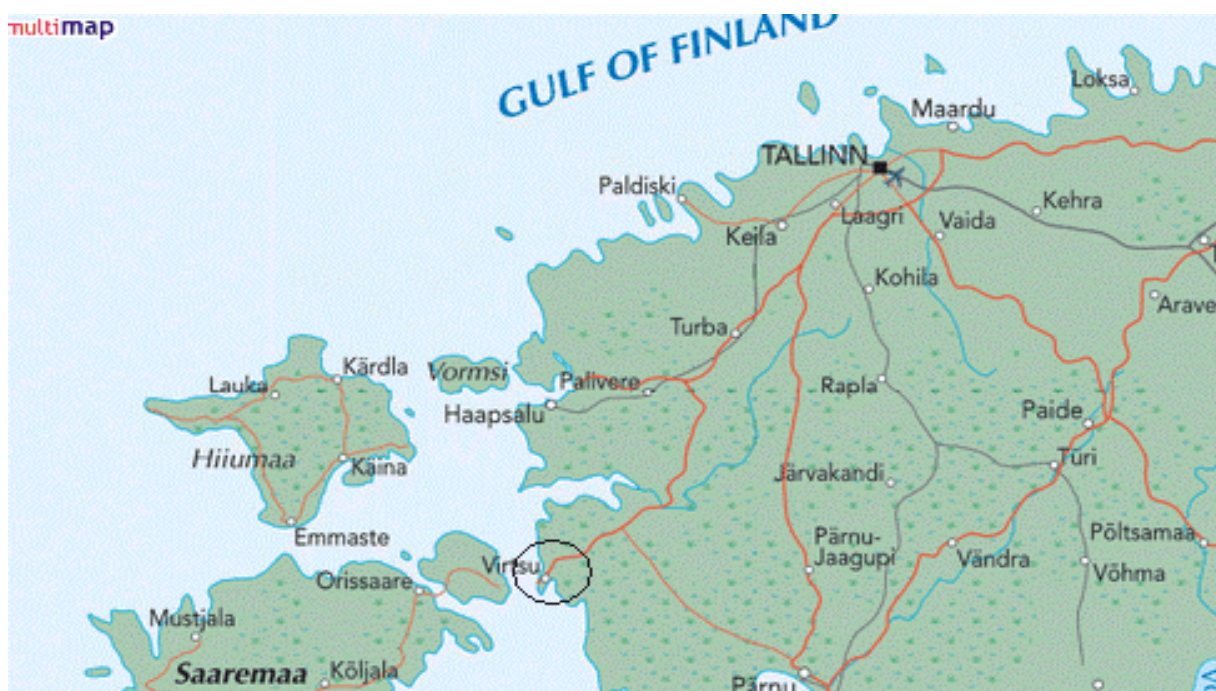 multimap
GULF OF FINLAND
Loksa
Maardu
TALLINN
Paldiski
Kehra
Laagri
Vaida
Keila
Kohila
Arave
Turba
Kärdla
Vormsi
Lauka
Palivere
Rapla
Haapsalu
Paide
Hiiumaa
Käina
Türi
Järvakandi
Emmaste
Pärnu-
Jaagupi
Põltsamaa
Virtsu
Vändra
Orissaare
Võhma
Mustjala
Saaremaa
Kõljala
Pärnu